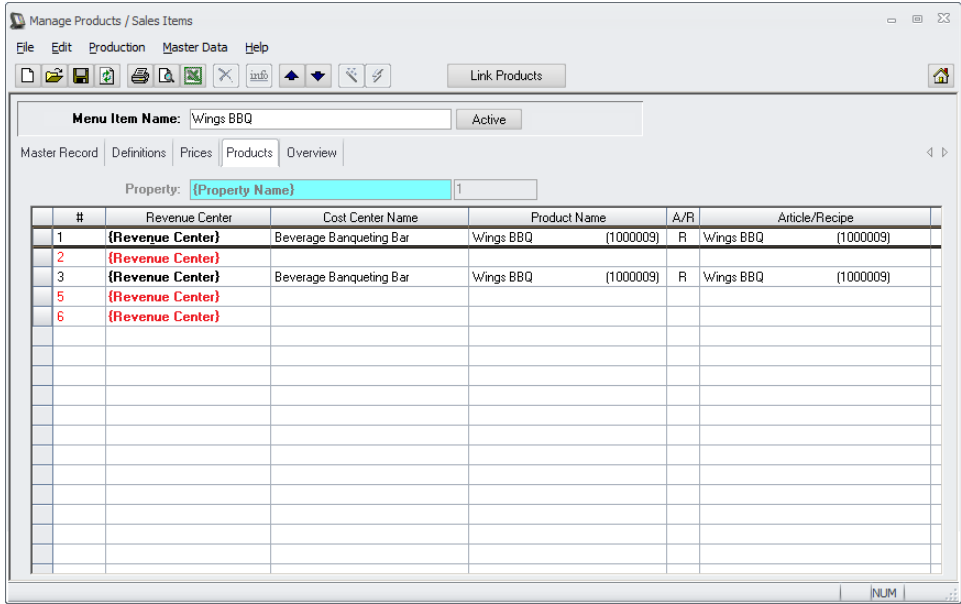 Manage Products / Sales Items
File Edit Production Master Data Help
info Link Products
Menu Item Name: Wings BBQ Active
Master Record Definitions Prices Products Overview
Property: {Property Name} 1
# Revenue Center Cost Center Name Product Name A/R Article/Recipe
1 {Revenue Center} Beverage Banqueting Bar Wings BBQ (1000009) R Wings BBQ (1000009)
2 {Revenue Center}
3 {Revenue Center} Beverage Banqueting Bar Wings BBQ (1000009) R Wings BBQ (1000009)
5 {Revenue Center}
6 {Revenue Center}
NUM